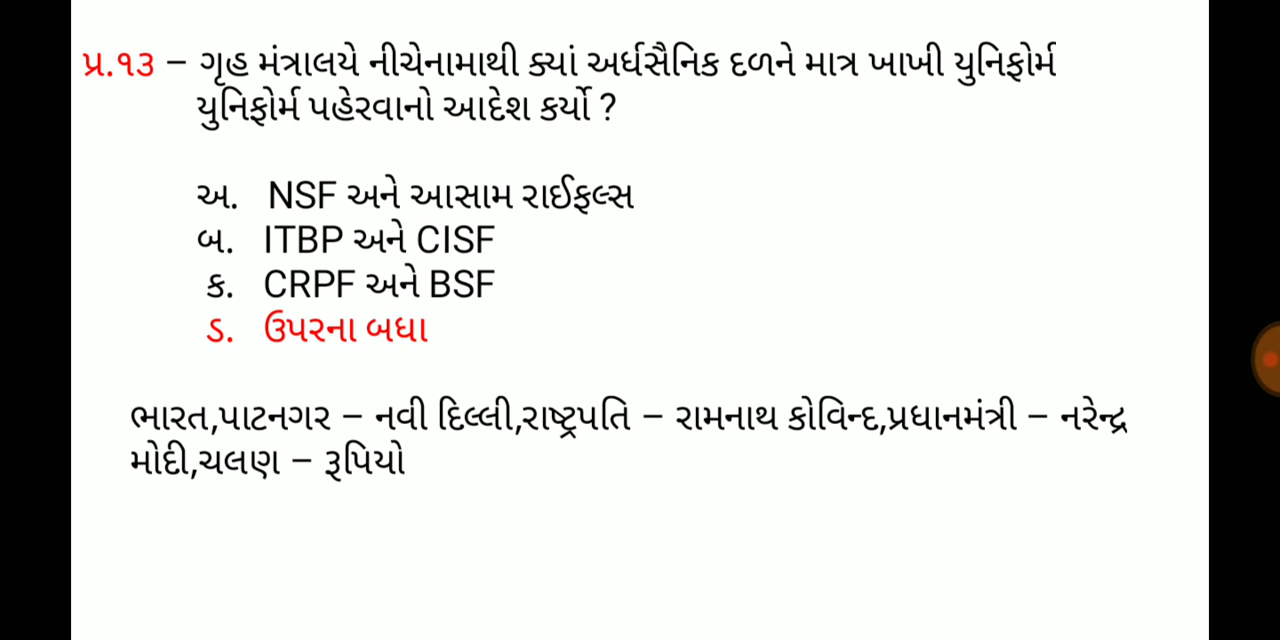 પ્ર.૧૩ – ગૃહ મંત્રાલયે નીચેનામાથી ક્યાં અર્ધસૈનિક દળને માત્ર ખાખી યુનિફોર્મ
યુનિફોર્મ પહેરવાનો આદેશ કર્યો ?
અ. NSF અને આસામ રાઈફલ્સ
બ. ITBP અને CISF
ક. CRPF અને BSF
ડ. ઉપરના બધા
ભારત,પાટનગર – નવી દિલ્લી,રાષ્ટ્રપતિ – રામનાથ કોવિન્દ,પ્રધાનમંત્રી – નરેન્દ્ર
મોદી,ચલણ – રૂપિયો